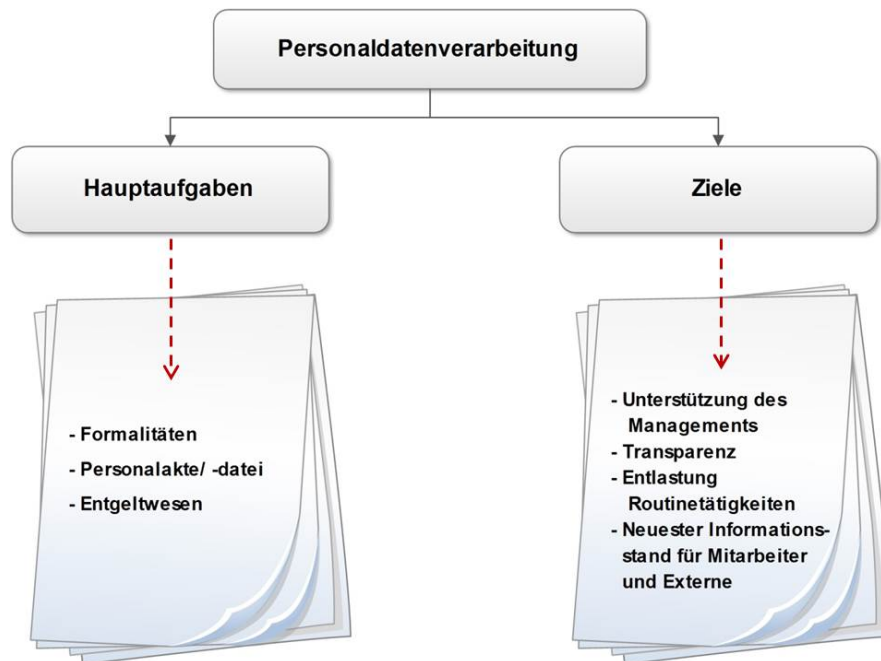 Personaldatenverarbeitung
Hauptaufgaben
Ziele
- Formalitäten
- Personalakte/ -datei
- Entgeltwesen
- Unterstützung des
Managements
- Transparenz
- Entlastung
Routinetätigkeiten
- Neuester Informations-
stand für Mitarbeiter
und Externe